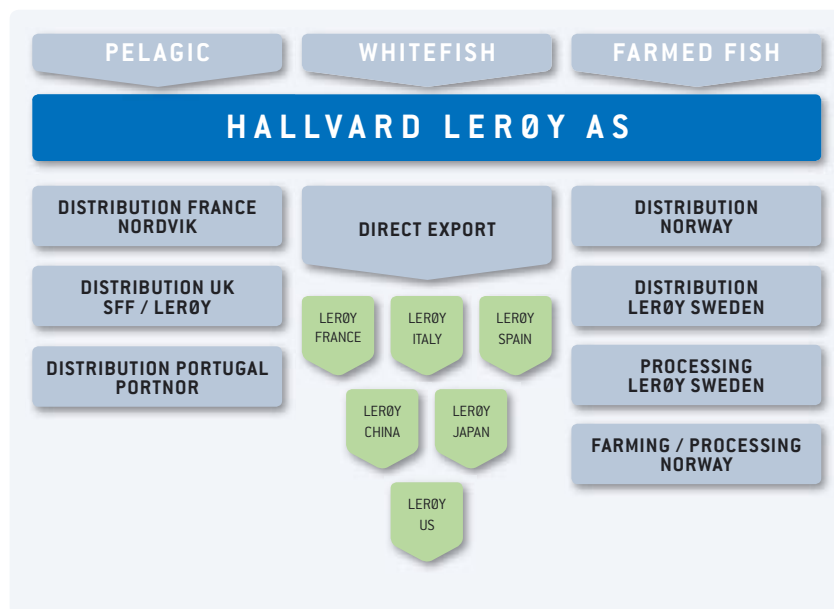 PELAGIC
WHITEFISH
FARMED FISH
HALLVARD LERØY AS
DISTRIBUTION FRANCE
NORDVIK
DISTRIBUTION UK
SFF / LERØY
DISTRIBUTION PORTUGAL
PORTNOR
DIRECT EXPORT
LERØY
FRANCE
LERØY
ITALY
LERØY
SPAIN
LERØY
CHINA
LERØY
JAPAN
LERØY
US
DISTRIBUTION
NORWAY
DISTRIBUTION
LERØY SWEDEN
PROCESSING
LERØY SWEDEN
FARMING / PROCESSING
NORWAY